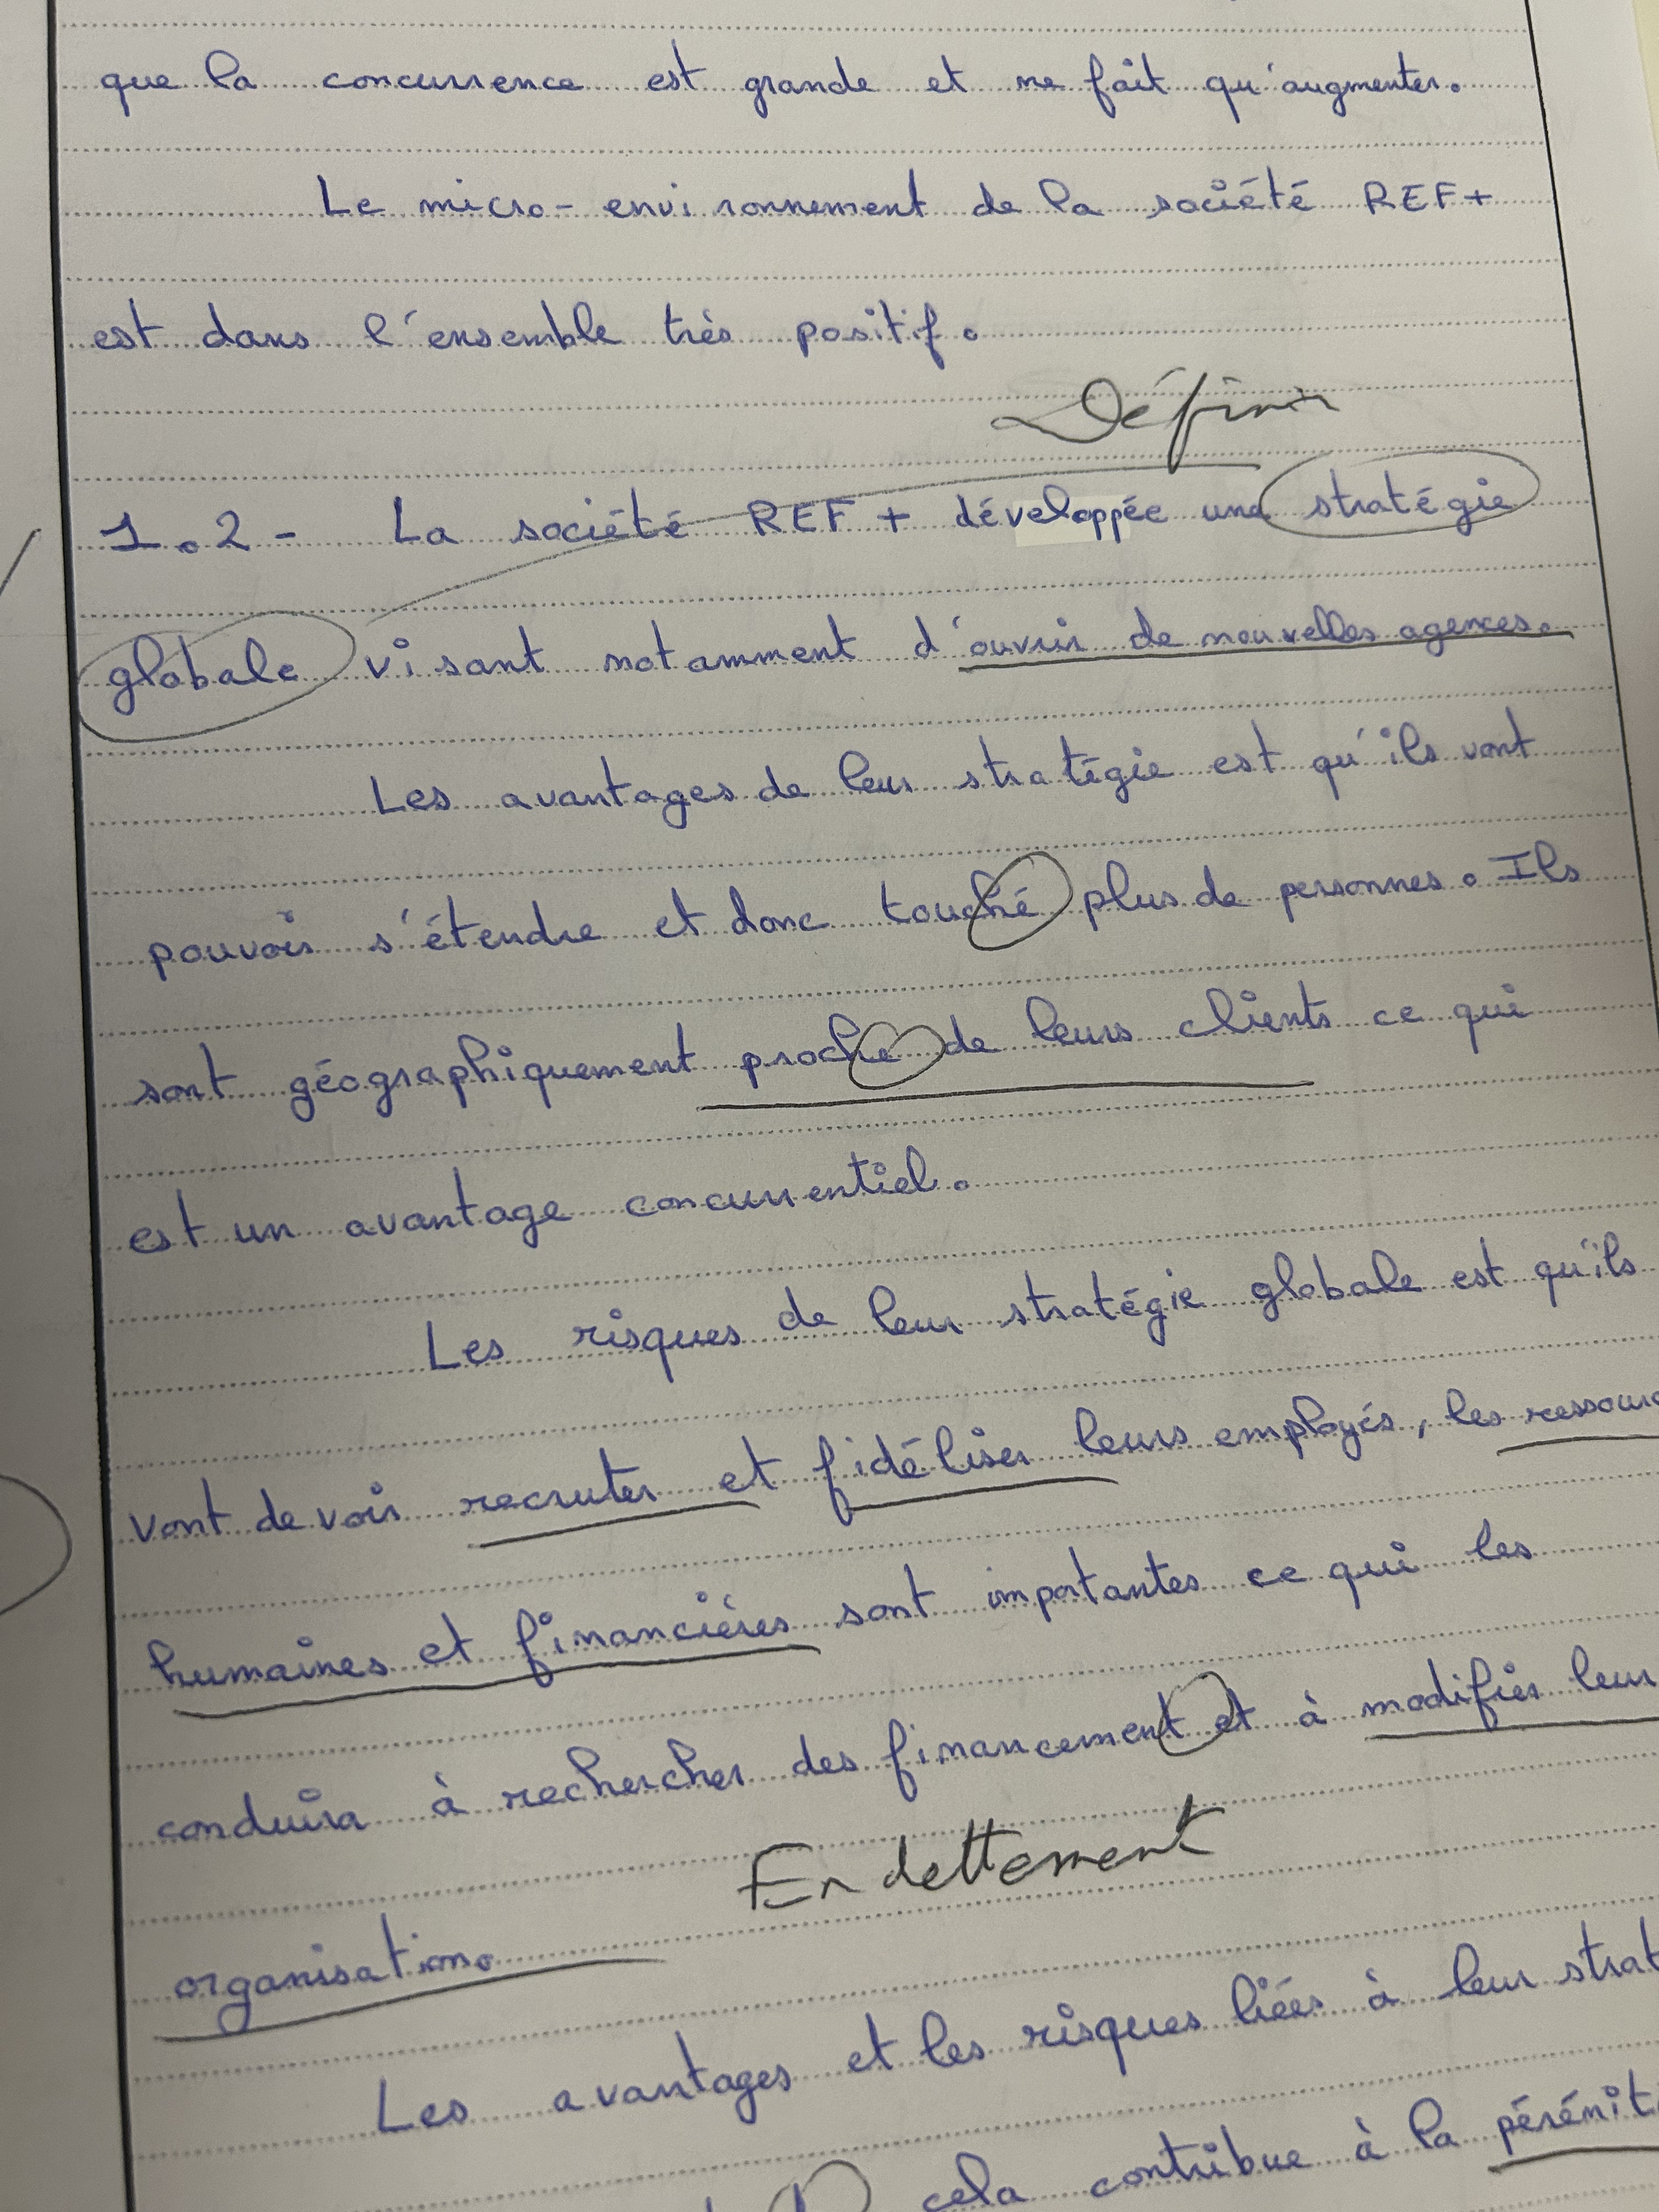 que la concurrence est grande et ne fait qu'augmenter.
Le micro-environnement de la société REF+
est dans l'ensemble très positif.
Définir
1.2- La société REF+ développée une stratégie
globale visant notamment d'ouvrir de nouvelles agences.
Les avantages de leur stratégie est qu'ils vont
pouvoir s'étendre et donc touché plus de personnes. Ils
sont géographiquement proche de leurs clients ce qui
est un avantage concurrentiel.
Les risques de leur stratégie globale est qu'ils
vont devoir recruter et fidéliser leurs employés, les
humaines et financières sont importantes ce qui les
conduira à rechercher des financement et à modifier leur
Endettement
organisation.
Les avantages et les risques liées à leur
cela contribue à la